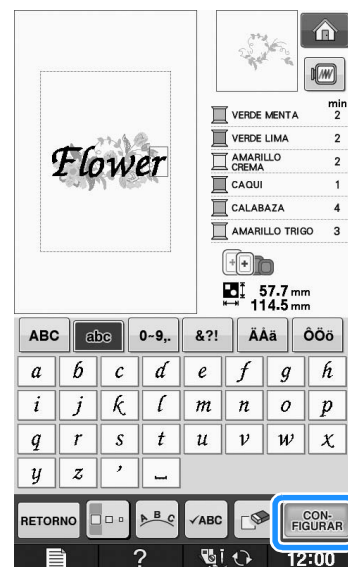 min
VERDE MENTA 2
VERDE LIMA 2
AMARILLO
CREMA 2
CAQUI 1
CALABAZA 4
AMARILLO TRIGO 3
Flower
57.7 mm
114.5 mm
ABC abc 0~9,. &?! ÄÅä ÔÖö
a b c d e f g h
i j k l m n o p
q r s t u v w x
y z ’ ⎵
RETORNO A B C ✓ABC CON-
FIGURAR
? 12:00